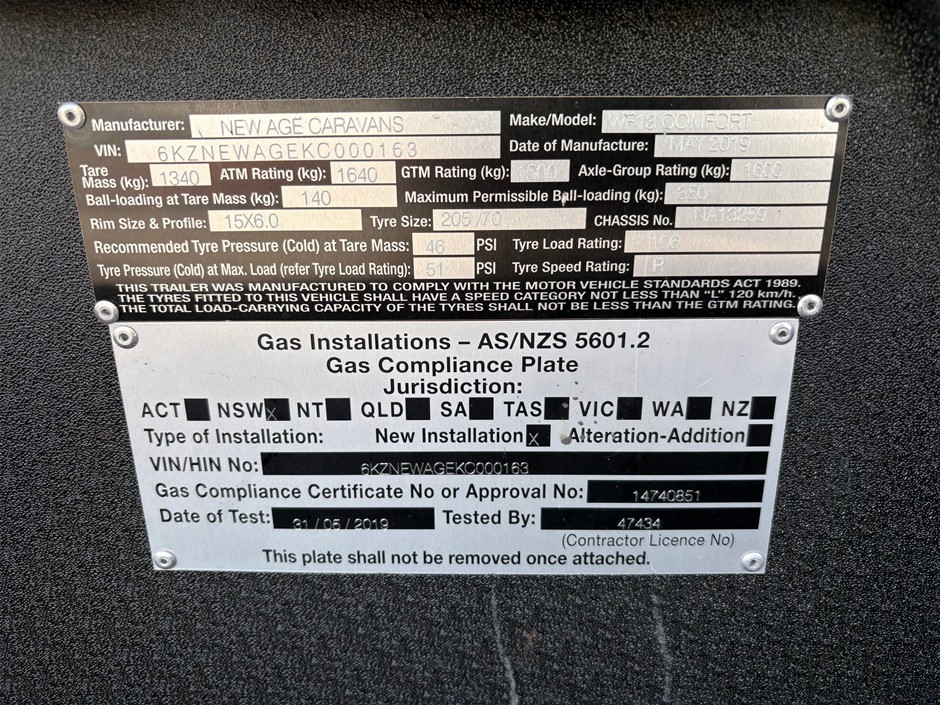 Manufacturer: NEW AGE CARAVANS Make/Model: WF18 COMFORT
VIN: 6KZNEWAGEKC000163 Date of Manufacture: MAY 2019
Tare Mass (kg): 1340 ATM Rating (kg): 1640 GTM Rating (kg): 1500 Axle-Group Rating (kg): 1600
Ball-loading at Tare Mass (kg): 140 Maximum Permissible Ball-loading (kg): 350
Rim Size & Profile: 15X6.0 Tyre Size: 205 /70 CHASSIS No. NA13259
Recommended Tyre Pressure (Cold) at Tare Mass: 46 PSI Tyre Load Rating: 106
Tyre Pressure (Cold) at Max. Load (refer Tyre Load Rating): 51 PSI Tyre Speed Rating: R
THIS TRAILER WAS MANUFACTURED TO COMPLY WITH THE MOTOR VEHICLE STANDARDS ACT 1989.
THE TYRES FITTED TO THIS VEHICLE SHALL HAVE A SPEED CATEGORY NOT LESS THAN "L" 120 km/h.
THE TOTAL LOAD-CARRYING CAPACITY OF THE TYRES SHALL NOT BE LESS THAN THE GTM RATING.
Gas Installations – AS/NZS 5601.2
Gas Compliance Plate
Jurisdiction:
ACT NSW X NT QLD SA TAS VIC WA NZ
Type of Installation: New Installation X Alteration-Addition
VIN/HIN No: 6KZNEWAGEKC000163
Gas Compliance Certificate No or Approval No: 14740851
Date of Test: 31 / 05 / 2019 Tested By: 47434
(Contractor Licence No)
This plate shall not be removed once attached.